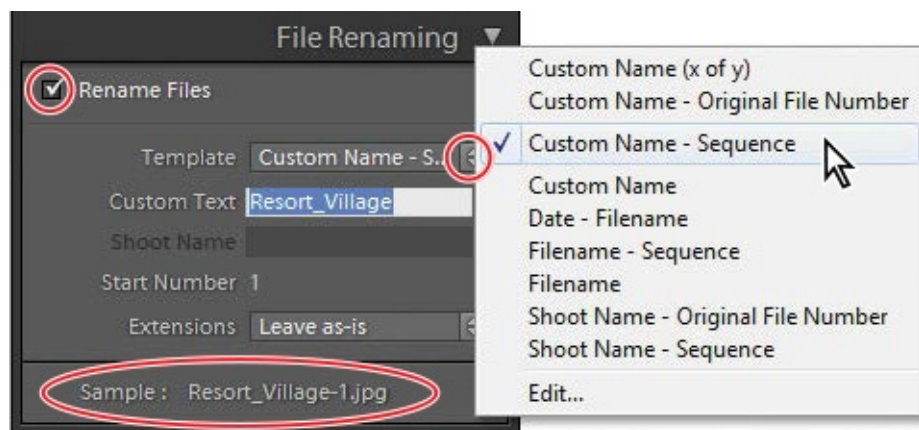 File Renaming
Rename Files
Template Custom Name - S...
Custom Text Resort_Village
Shoot Name
Start Number 1
Extensions Leave as-is
Sample : Resort_Village-1.jpg
Custom Name (x of y)
Custom Name - Original File Number
Custom Name - Sequence
Custom Name
Date - Filename
Filename - Sequence
Filename
Shoot Name - Original File Number
Shoot Name - Sequence
Edit...